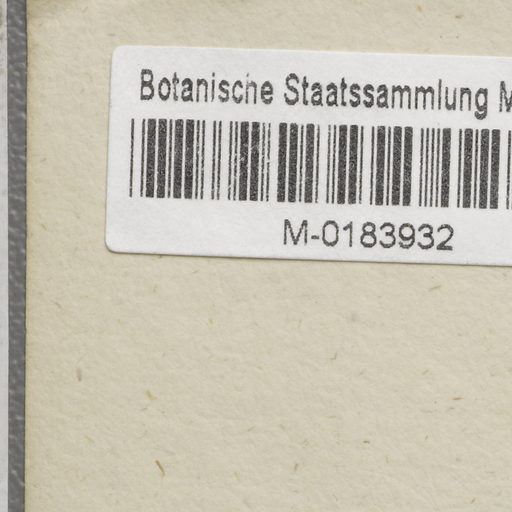 Botanische Staatssammlung M
M-0183932